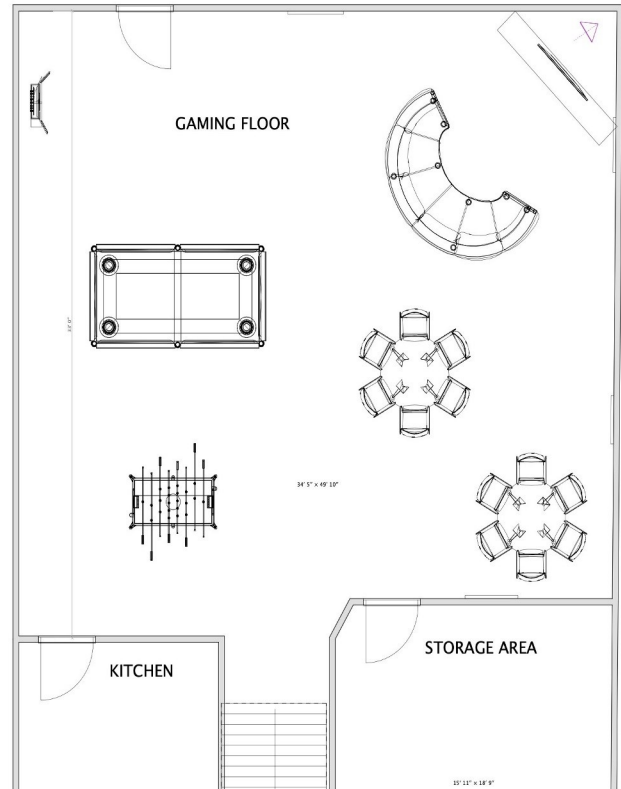 GAMING FLOOR
34' 5" × 49' 10"
STORAGE AREA
KITCHEN
15' 11" × 18' 9"